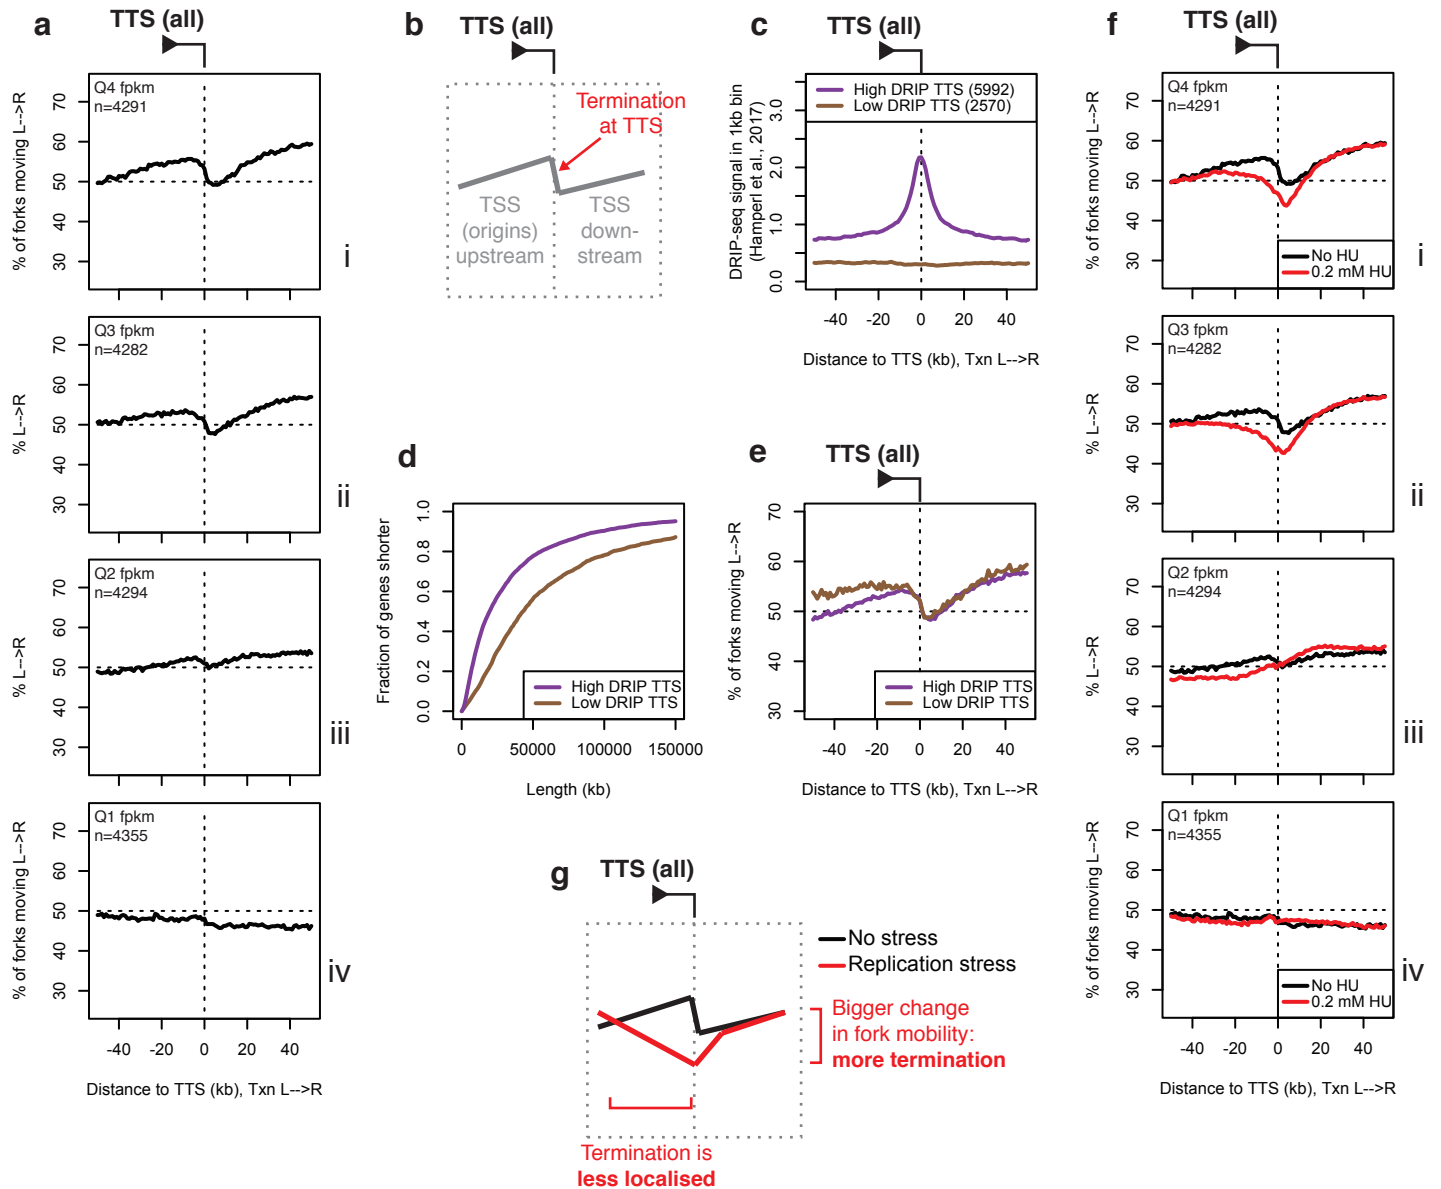 a
TTS (all)
Q4 fpkm
n=4291
% of forks moving L-->R
70
60
50
40
30
i
Q3 fpkm
n=4282
% L-->R
70
60
50
40
30
ii
Q2 fpkm
n=4294
% L-->R
70
60
50
40
30
iii
Q1 fpkm
n=4355
% of forks moving L-->R
70
60
50
40
30
iv
-40 -20 0 20 40
Distance to TTS (kb), Txn L-->R
b
TTS (all)
Termination
at TTS
TSS
(origins)
upstream
TSS
down-
stream
c
TTS (all)
High DRIP TTS (5992)
Low DRIP TTS (2570)
DRIP-seq signal in 1kb bin
(Hamperl et al., 2017)
3.0
2.0
1.0
0.0
-40 -20 0 20 40
Distance to TTS (kb), Txn L-->R
d
Fraction of genes shorter
1.0
0.8
0.6
0.4
0.2
0.0
High DRIP TTS
Low DRIP TTS
0 50000 100000 150000
Length (kb)
e
TTS (all)
% of forks moving L-->R
70
60
50
40
30
High DRIP TTS
Low DRIP TTS
-40 -20 0 20 40
Distance to TTS (kb), Txn L-->R
f
TTS (all)
Q4 fpkm
n=4291
% of forks moving L-->R
70
60
50
40
30
No HU
0.2 mM HU
i
Q3 fpkm
n=4282
% L-->R
70
60
50
40
30
ii
Q2 fpkm
n=4294
% L-->R
70
60
50
40
30
iii
Q1 fpkm
n=4355
% of forks moving L-->R
70
60
50
40
30
No HU
0.2 mM HU
iv
-40 -20 0 20 40
Distance to TTS (kb), Txn L-->R
g
TTS (all)
No stress
Replication stress
Bigger change
in fork mobility:
more termination
Termination is
less localised